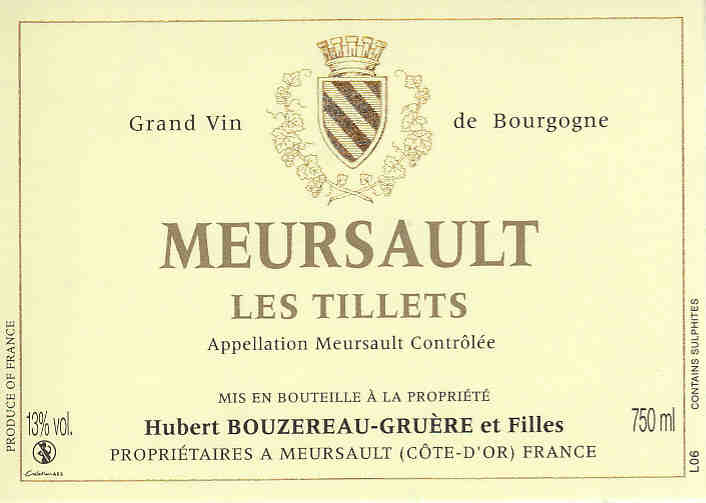 Grand Vin de Bourgogne
MEURSAULT
LES TILLETS
Appellation Meursault Contrôlée
MIS EN BOUTEILLE À LA PROPRIÉTÉ
Hubert BOUZEREAU-GRUÈRE et Filles
PROPRIÉTAIRES A MEURSAULT (CÔTE-D'OR) FRANCE
PRODUCE OF FRANCE
13% vol.
750 ml
L06
CONTAINS SULPHITES